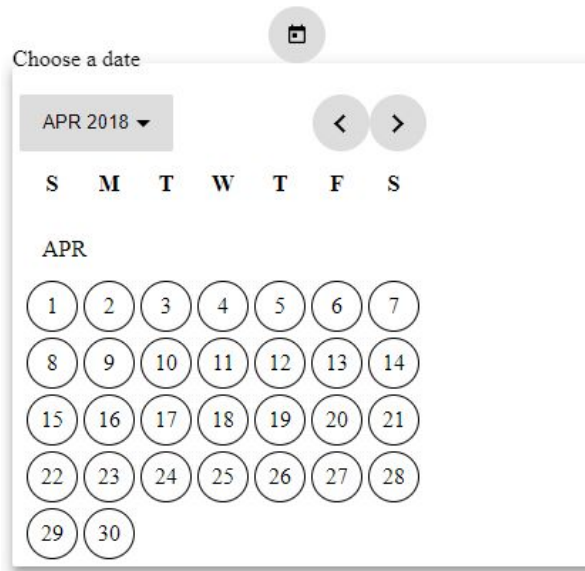 Choose a date
APR 2018
S M T W T F S
APR
1 2 3 4 5 6 7
8 9 10 11 12 13 14
15 16 17 18 19 20 21
22 23 24 25 26 27 28
29 30